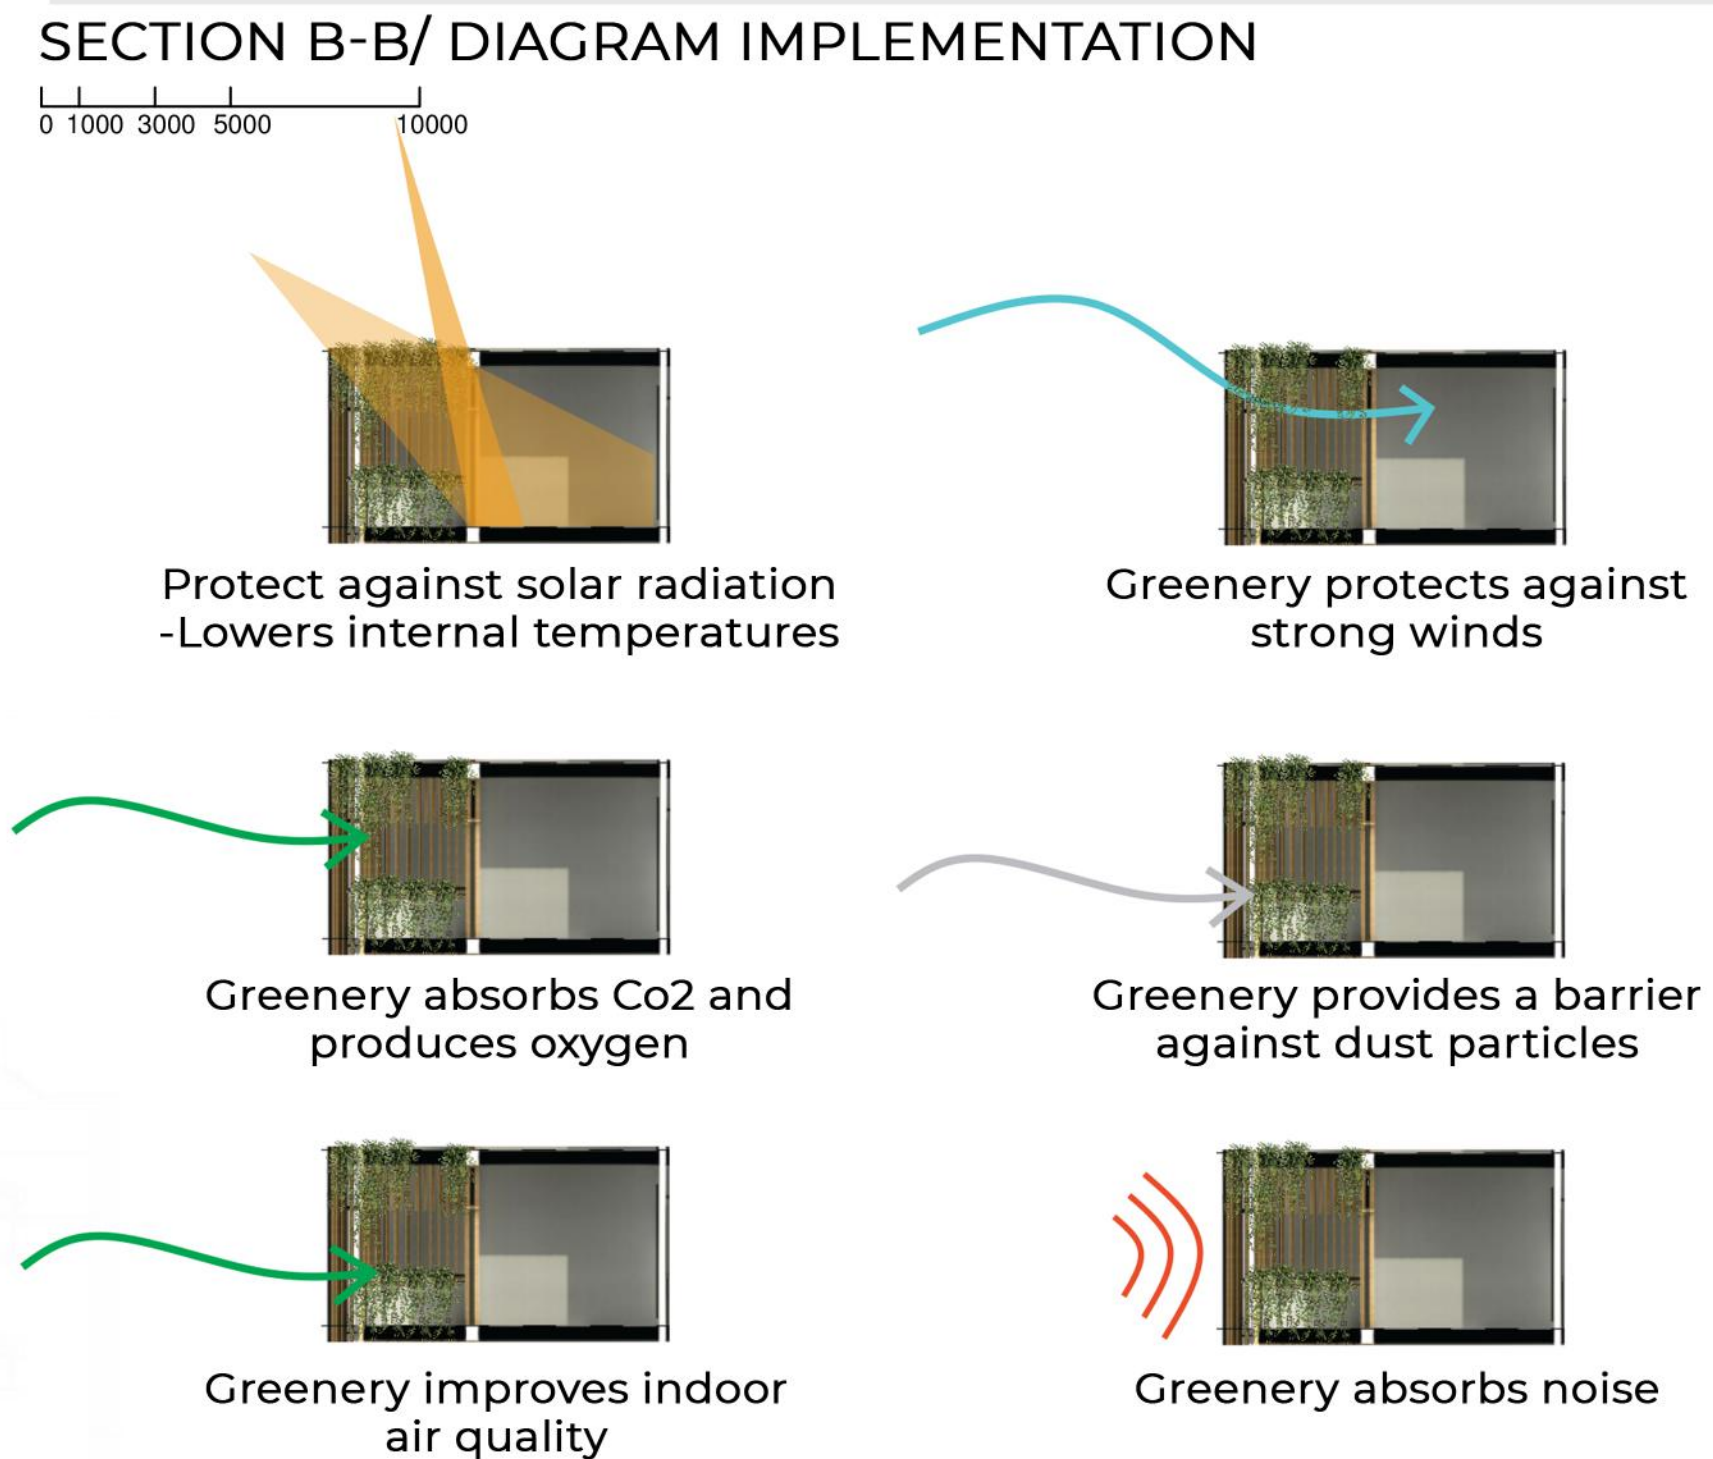 SECTION B-B/ DIAGRAM IMPLEMENTATION
0 1000 3000 5000 10000
Protect against solar radiation
-Lowers internal temperatures
Greenery protects against
strong winds
Greenery absorbs Co2 and
produces oxygen
Greenery provides a barrier
against dust particles
Greenery improves indoor
air quality
Greenery absorbs noise